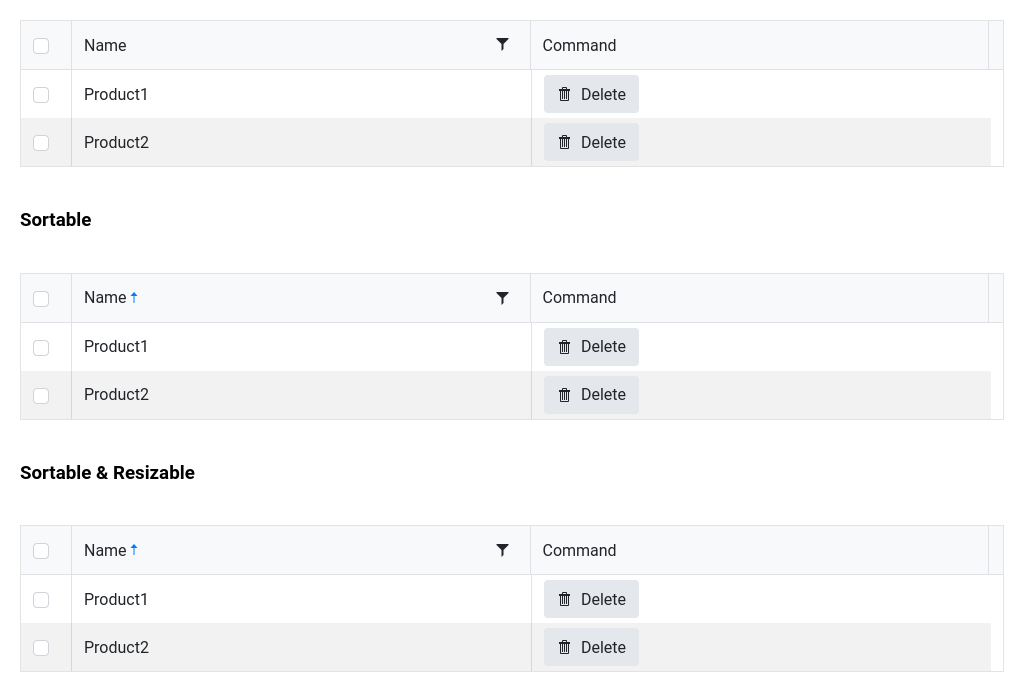 Name Command
Product1 Delete
Product2 Delete
Sortable
Name Command
Product1 Delete
Product2 Delete
Sortable & Resizable
Name Command
Product1 Delete
Product2 Delete